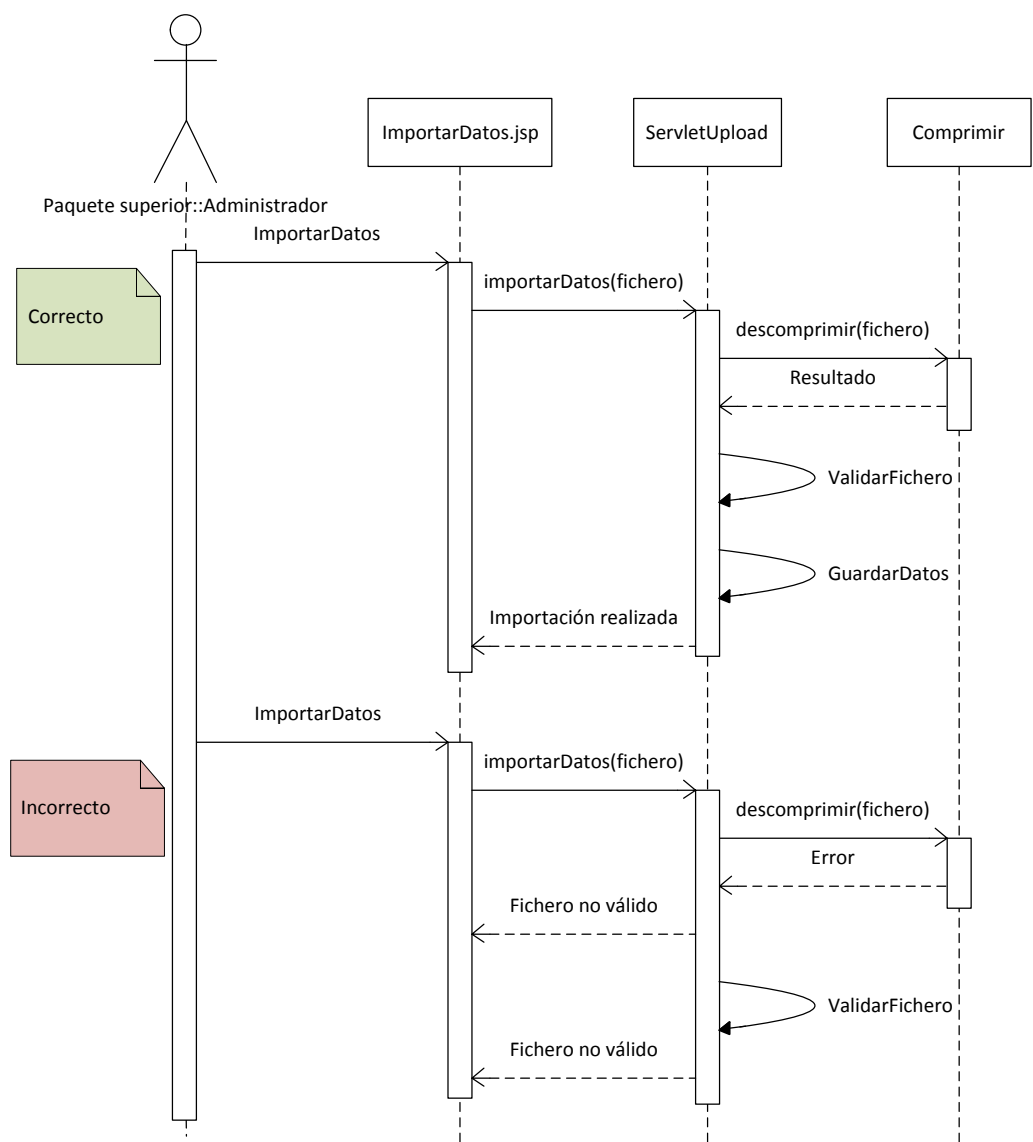 ImportarDatos.jsp
ServletUpload
Comprimir
Paquete superior::Administrador
ImportarDatos
Correcto
importarDatos(fichero)
descomprimir(fichero)
Resultado
ValidarFichero
GuardarDatos
Importación realizada
ImportarDatos
Incorrecto
importarDatos(fichero)
descomprimir(fichero)
Error
Fichero no válido
ValidarFichero
Fichero no válido